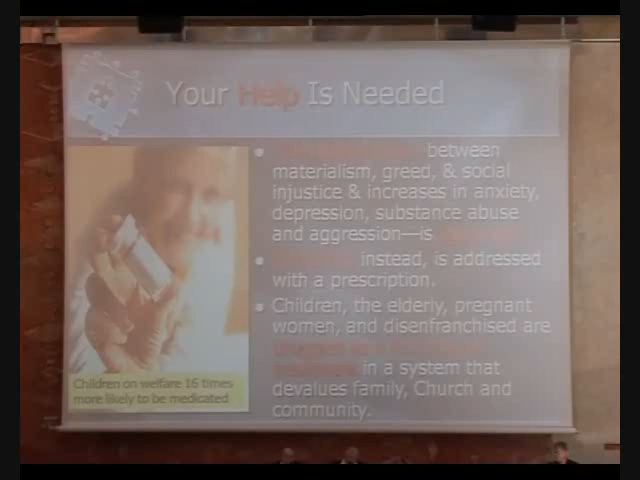 Your Help Is Needed
between
materialism, greed, & social
injustice & increases in anxiety,
depression, substance abuse
and aggression—is
instead, is addressed
with a prescription.
Children, the elderly, pregnant
women, and disenfranchised are
in a system that
devalues family, Church and
community.
Children on welfare 16 times
more likely to be medicated